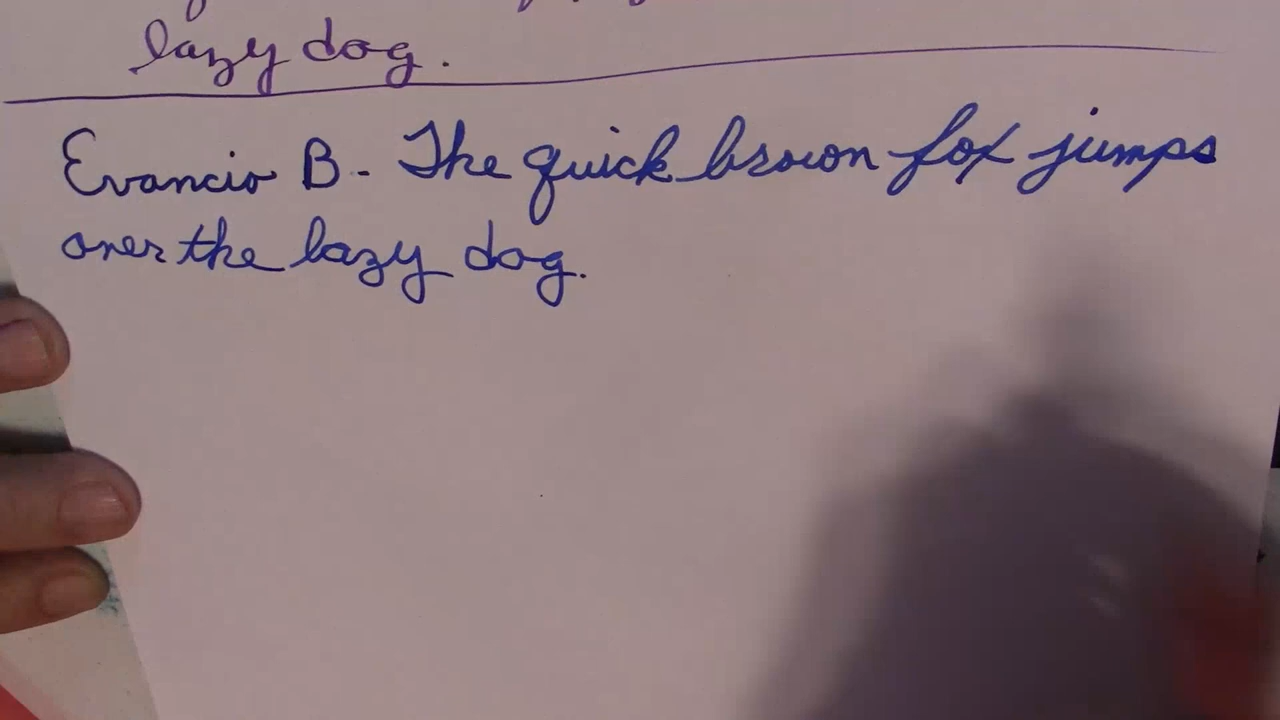 lazy dog.
Evancio B. - The quick brown fox jumps
over the lazy dog.